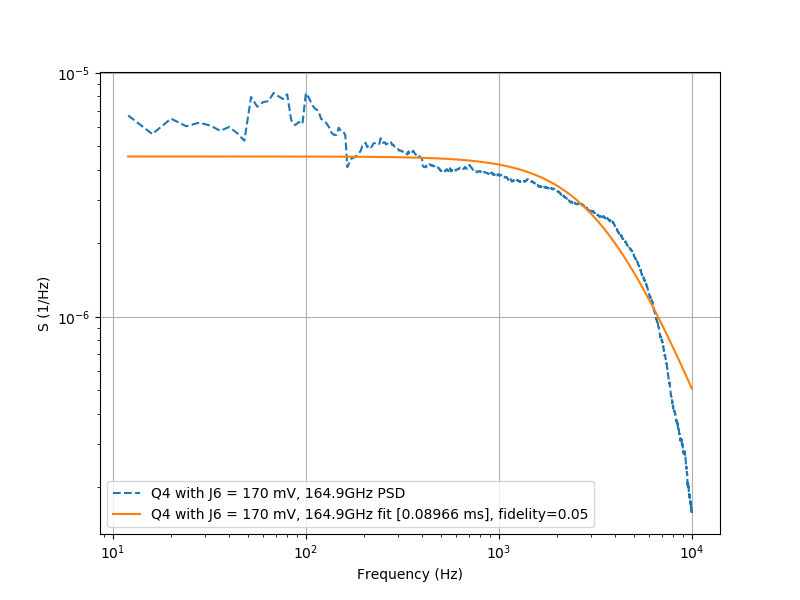 10⁻⁵
10⁻⁶
S (1/Hz)
Q4 with J6 = 170 mV, 164.9GHz PSD
Q4 with J6 = 170 mV, 164.9GHz fit [0.08966 ms], fidelity=0.05
10¹ 10² 10³ 10⁴
Frequency (Hz)